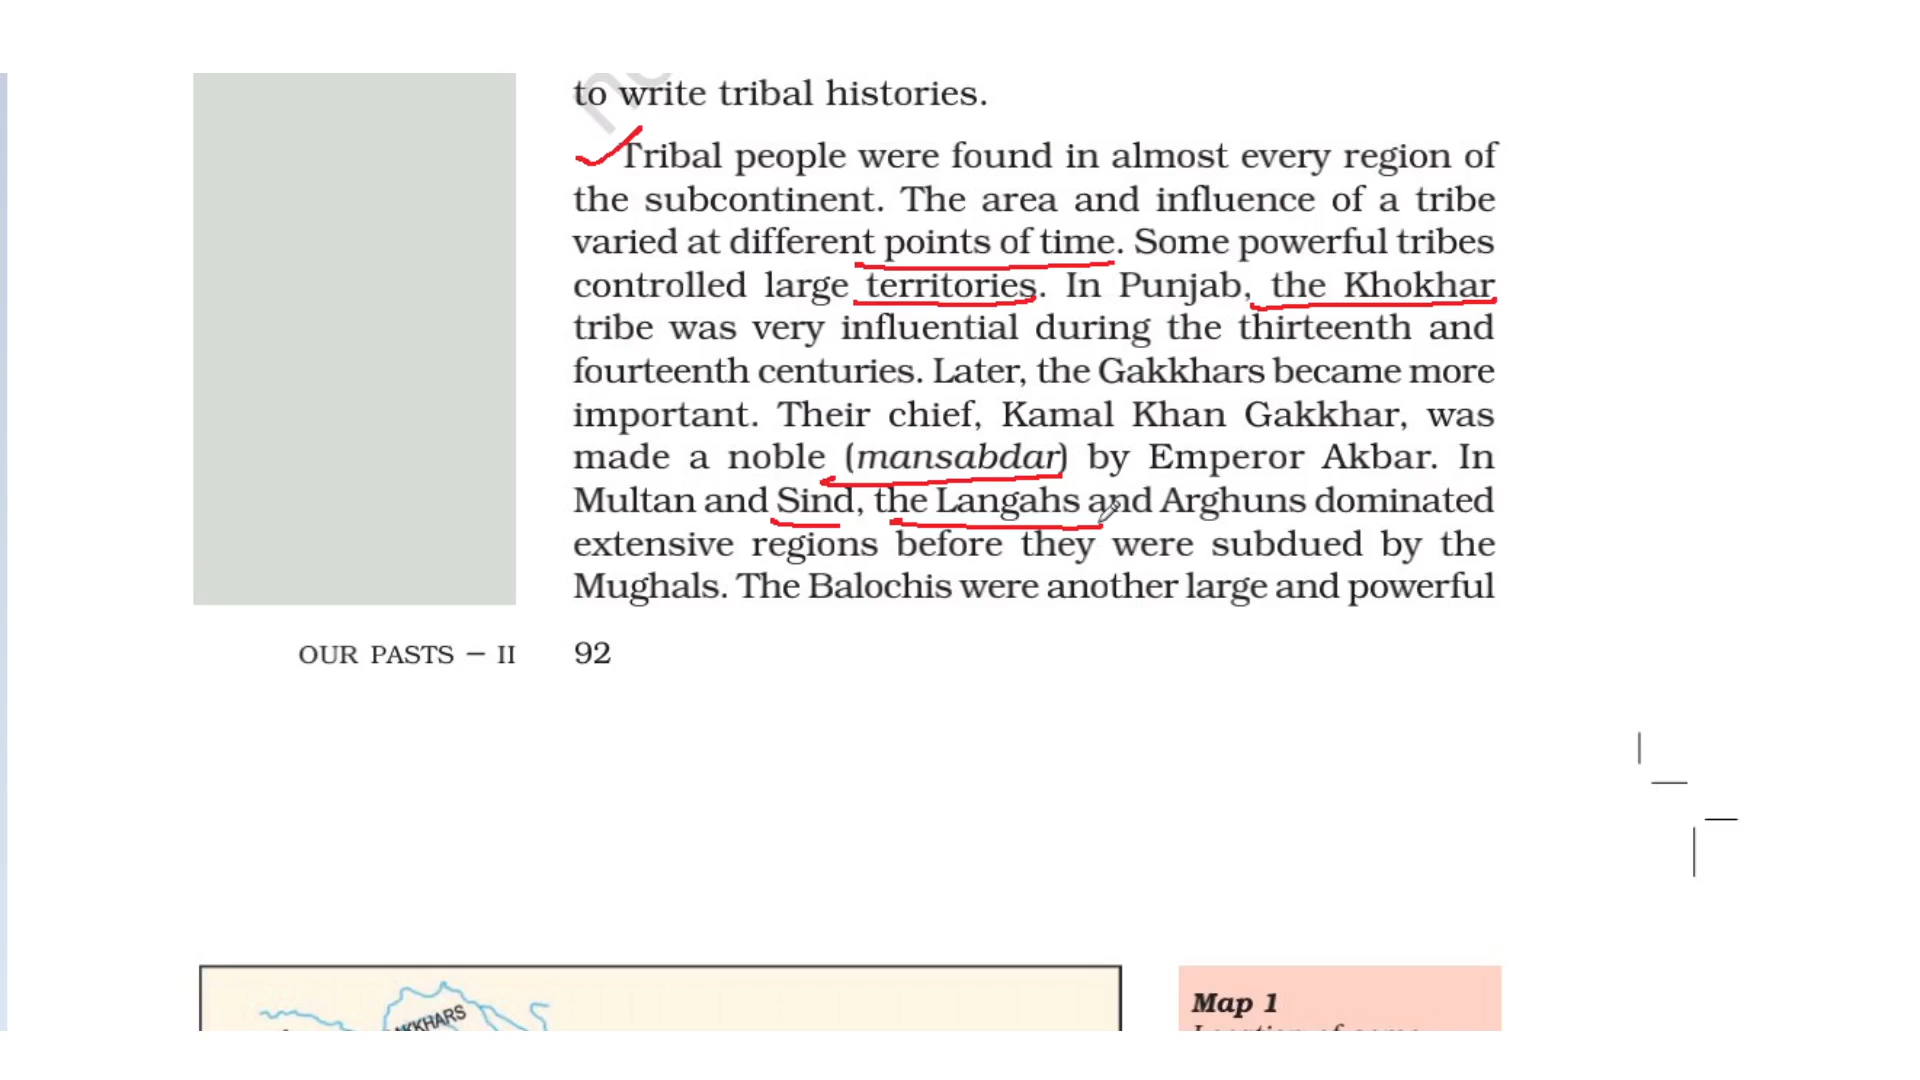 to write tribal histories.
Tribal people were found in almost every region of
the subcontinent. The area and influence of a tribe
varied at different points of time. Some powerful tribes
controlled large territories. In Punjab, the Khokhar
tribe was very influential during the thirteenth and
fourteenth centuries. Later, the Gakkhars became more
important. Their chief, Kamal Khan Gakkhar, was
made a noble (mansabdar) by Emperor Akbar. In
Multan and Sind, the Langahs and Arghuns dominated
extensive regions before they were subdued by the
Mughals. The Balochis were another large and powerful
OUR PASTS – II 92
Map 1